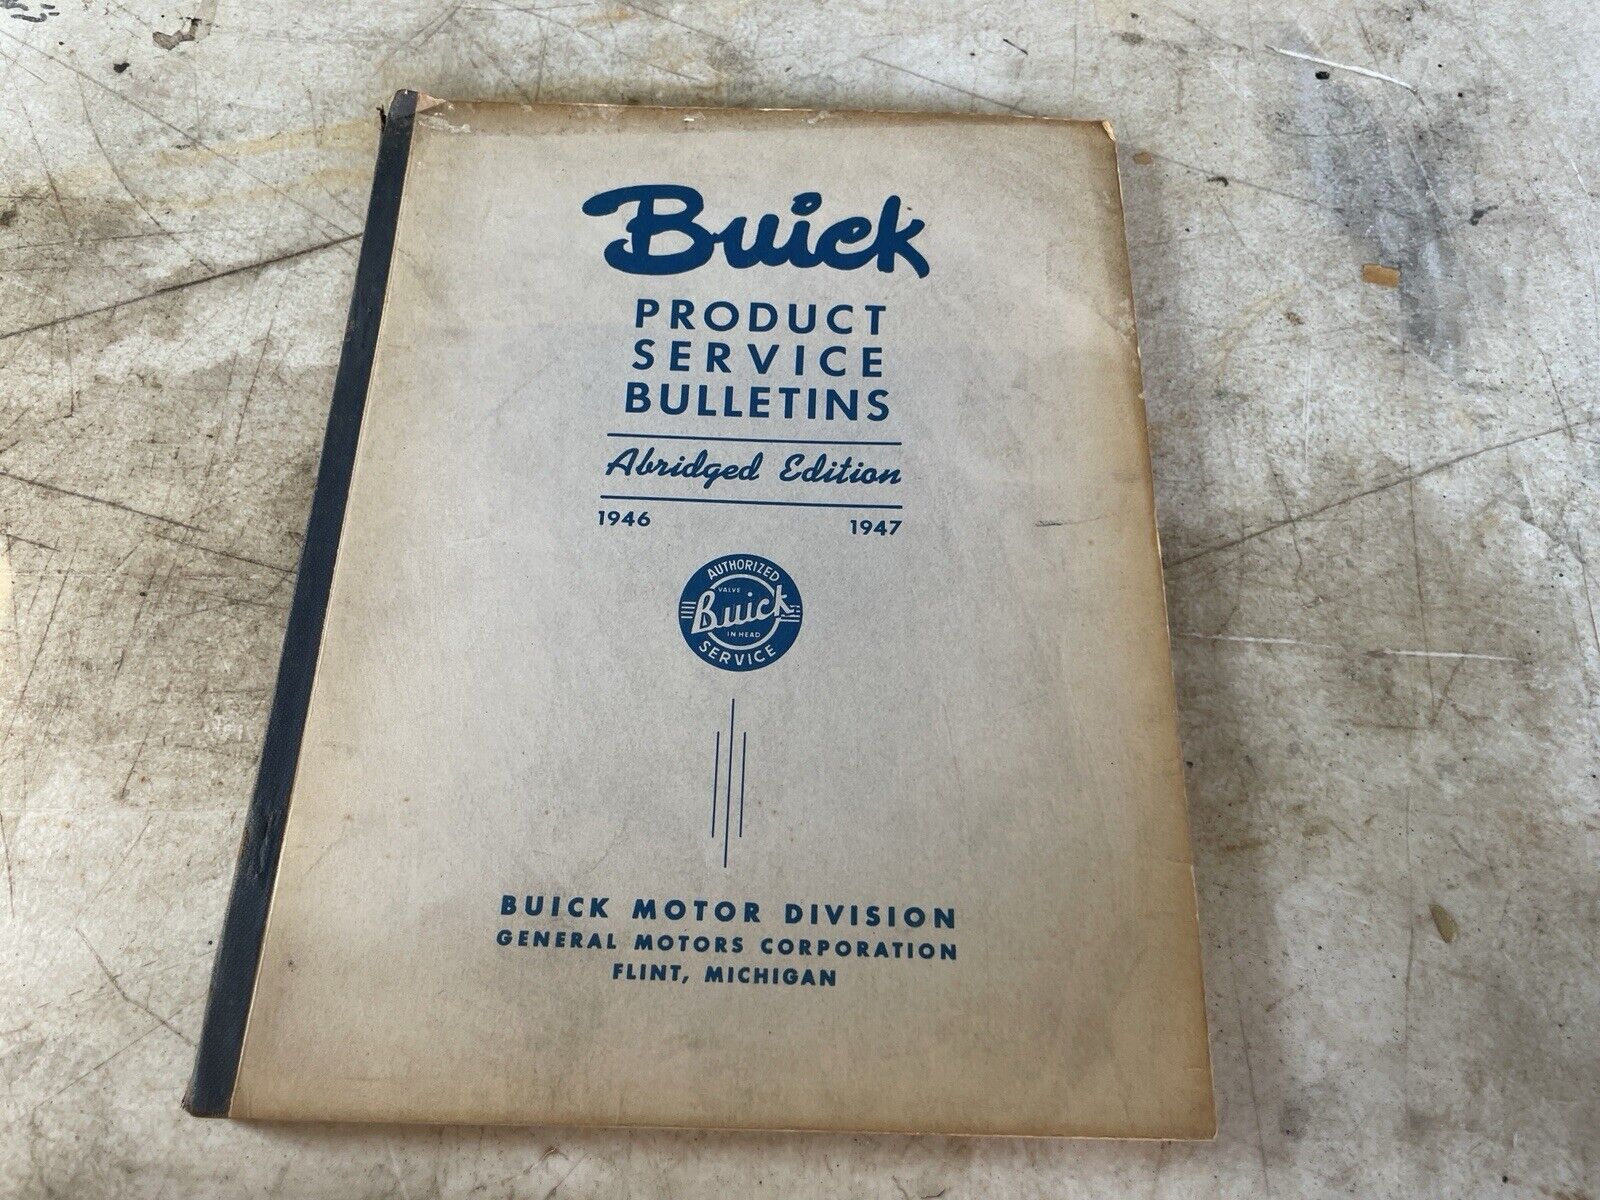 Buick
PRODUCT
SERVICE
BULLETINS
Abridged Edition
1946 1947
AUTHORIZED
VALVE
Buick
IN HEAD
SERVICE
BUICK MOTOR DIVISION
GENERAL MOTORS CORPORATION
FLINT, MICHIGAN